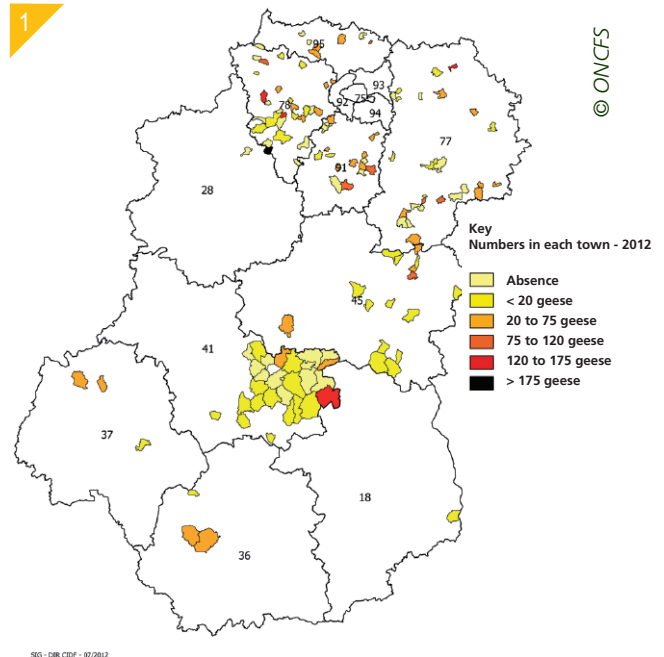 1
© ONCFS
95
78
92
93
75
94
77
91
28
Key
Numbers in each town - 2012
Absence
< 20 geese
20 to 75 geese
75 to 120 geese
120 to 175 geese
> 175 geese
45
41
37
18
36
SIG - DIR CIDF - 07/2012